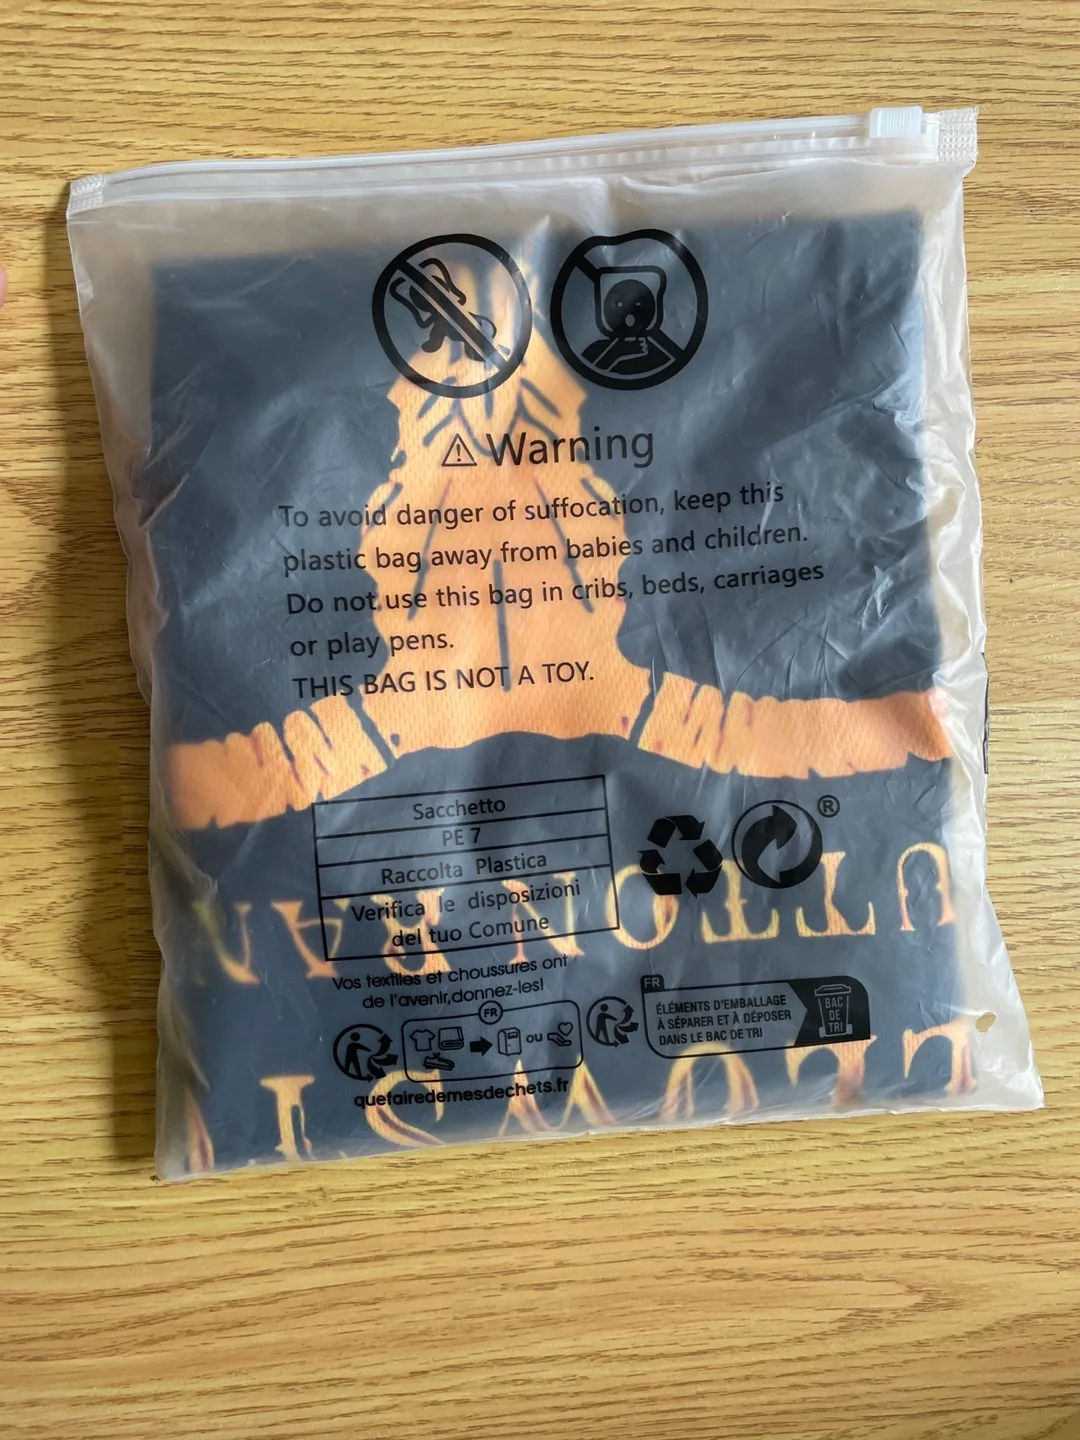 Warning
To avoid danger of suffocation, keep this
plastic bag away from babies and children.
Do not use this bag in cribs, beds, carriages
or play pens.
THIS BAG IS NOT A TOY.
Sacchetto
PE 7
Raccolta Plastica
Verifica le disposizioni
del tuo Comune
®
Vos textiles et choussures ont
de l'avenir,donnez-les!
FR
ou
quefairedemesdechets.fr
FR
ÉLÉMENTS D'EMBALLAGE
À SÉPARER ET À DÉPOSER
DANS LE BAC DE TRI
BAC
DE
TRI